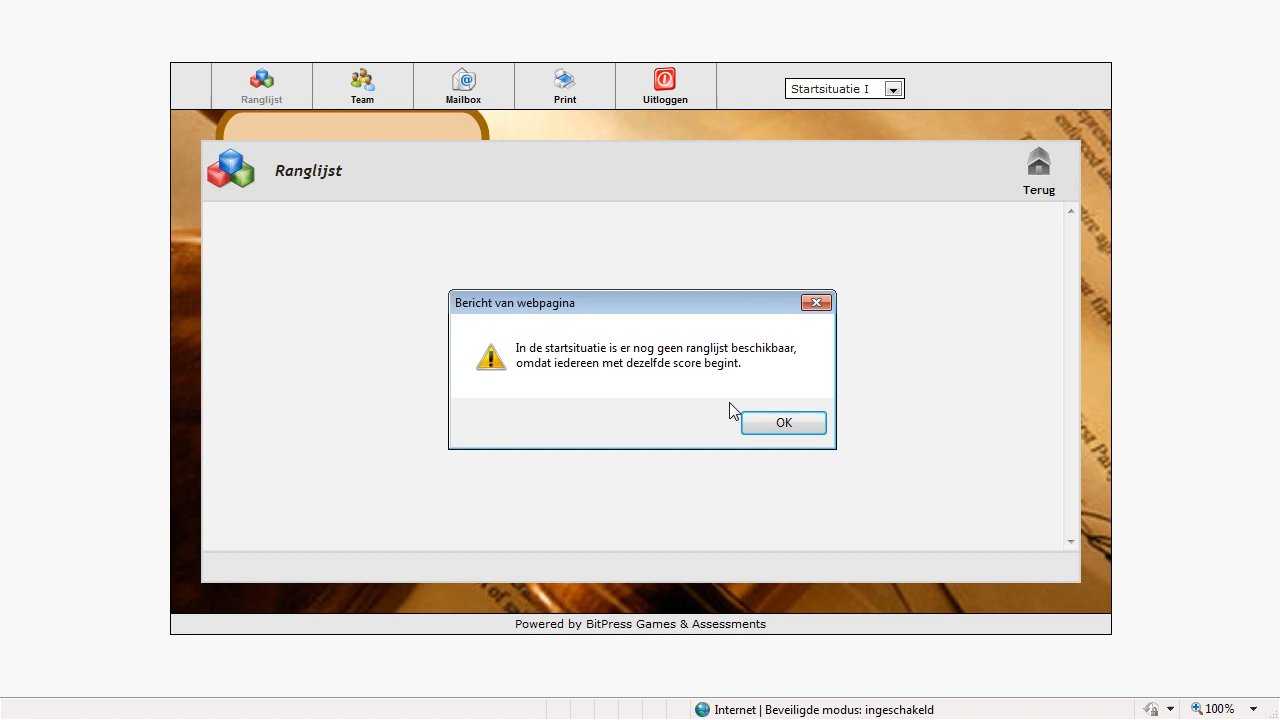 Ranglijst
Team
Mailbox
Print
Uitloggen
Startsituatie I
Ranglijst
Terug
Bericht van webpagina
In de startsituatie is er nog geen ranglijst beschikbaar,
omdat iedereen met dezelfde score begint.
OK
Powered by BitPress Games & Assessments
Internet | Beveiligde modus: ingeschakeld
100%